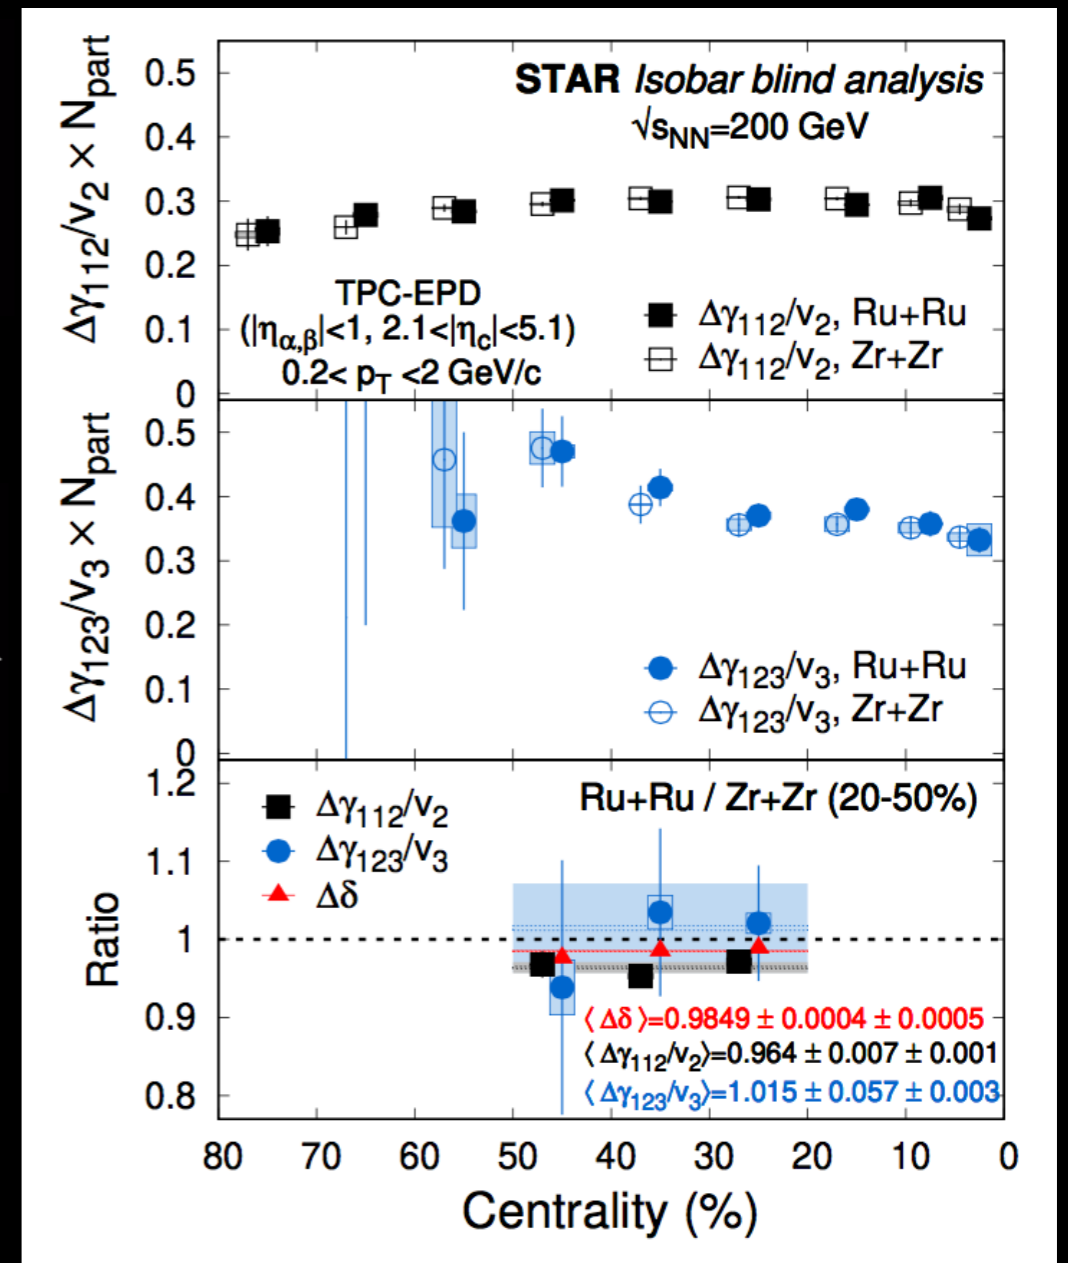 Δγ112/v2 × Npart
0.5
0.4
0.3
0.2
0.1
0
STAR Isobar blind analysis
√sNN=200 GeV
TPC-EPD
(|ηα,β|<1, 2.1<|ηc|<5.1)
0.2< pT <2 GeV/c
Δγ112/v2, Ru+Ru
Δγ112/v2, Zr+Zr
Δγ123/v3 × Npart
0.5
0.4
0.3
0.2
0.1
0
Δγ123/v3, Ru+Ru
Δγ123/v3, Zr+Zr
Ratio
1.2
1.1
1
0.9
0.8
Δγ112/v2
Δγ123/v3
Δδ
Ru+Ru / Zr+Zr (20-50%)
⟨ Δδ ⟩=0.9849 ± 0.0004 ± 0.0005
⟨ Δγ112/v2⟩=0.964 ± 0.007 ± 0.001
⟨ Δγ123/v3⟩=1.015 ± 0.057 ± 0.003
80 70 60 50 40 30 20 10 0
Centrality (%)